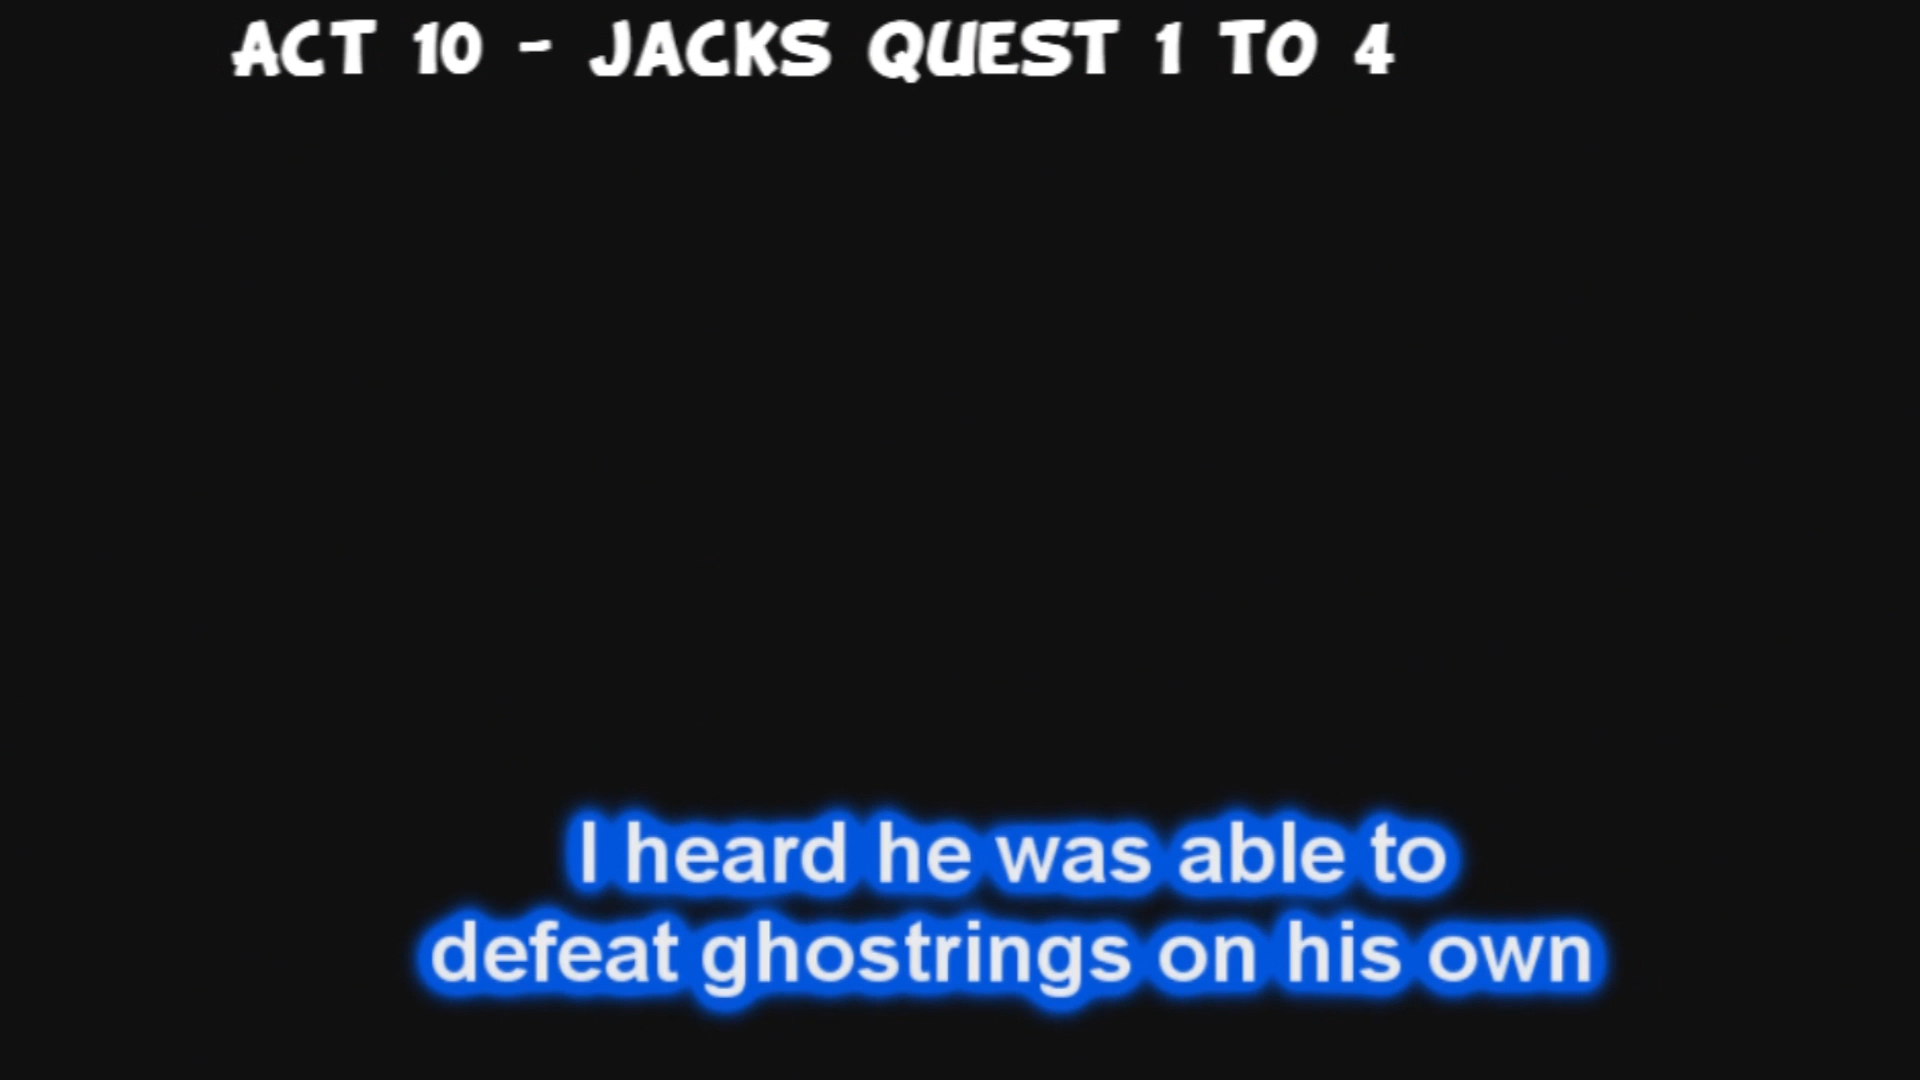 ACT 10 - JACKS QUEST 1 TO 4
I heard he was able to
defeat ghostrings on his own